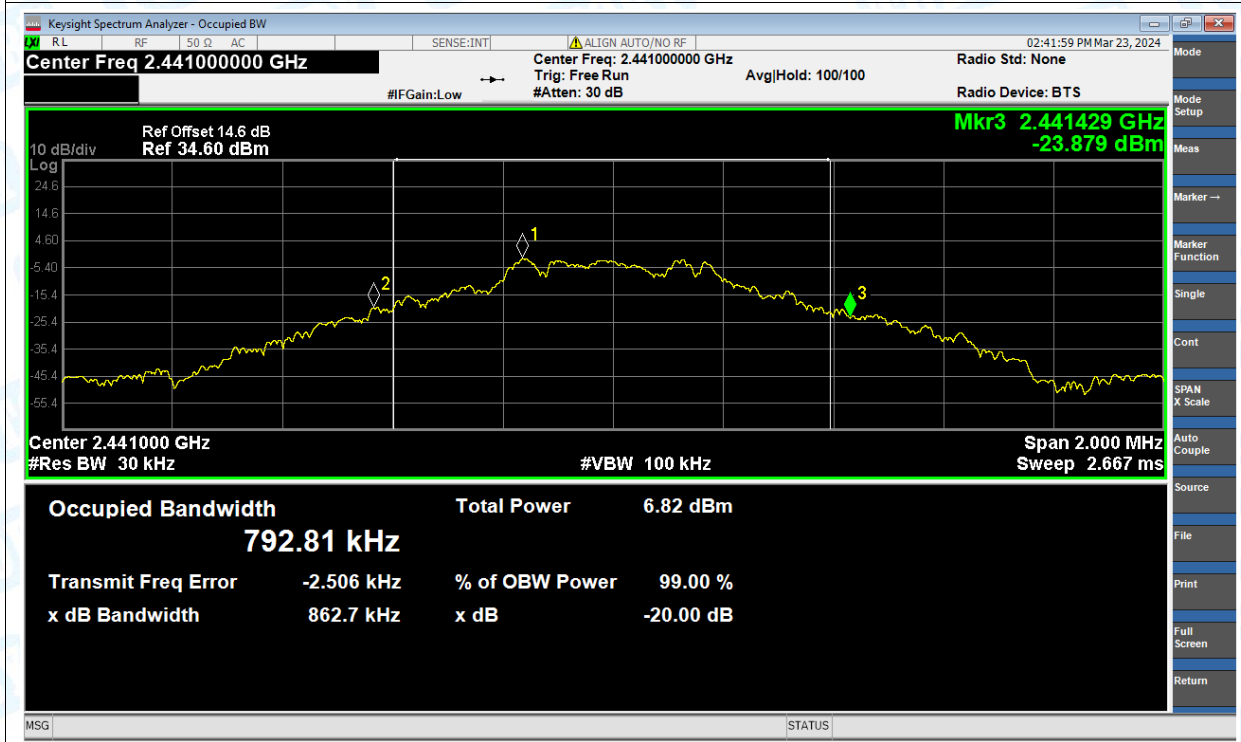 Keysight Spectrum Analyzer - Occupied BW
LXI RL RF 50 Ω AC SENSE:INT ALIGN AUTO/NO RF 02:41:59 PM Mar 23, 2024
Center Freq 2.441000000 GHz
Center Freq: 2.441000000 GHz
Radio Std: None
Trig: Free Run
Avg|Hold: 100/100
#IFGain:Low
#Atten: 30 dB
Radio Device: BTS
Mkr3 2.441429 GHz
-23.879 dBm
Ref Offset 14.6 dB
10 dB/div Ref 34.60 dBm
Log
24.6
14.6
4.60
-5.40
-15.4
-25.4
-35.4
-45.4
-55.4
1
2
3
Center 2.441000 GHz
Span 2.000 MHz
#Res BW 30 kHz
#VBW 100 kHz
Sweep 2.667 ms
Occupied Bandwidth
792.81 kHz
Total Power 6.82 dBm
Transmit Freq Error -2.506 kHz
% of OBW Power 99.00 %
x dB Bandwidth 862.7 kHz
x dB -20.00 dB
Mode
Mode
Setup
Meas
Marker→
Marker
Function
Single
Cont
SPAN
X Scale
Auto
Couple
Source
File
Print
Full
Screen
Return
MSG
STATUS